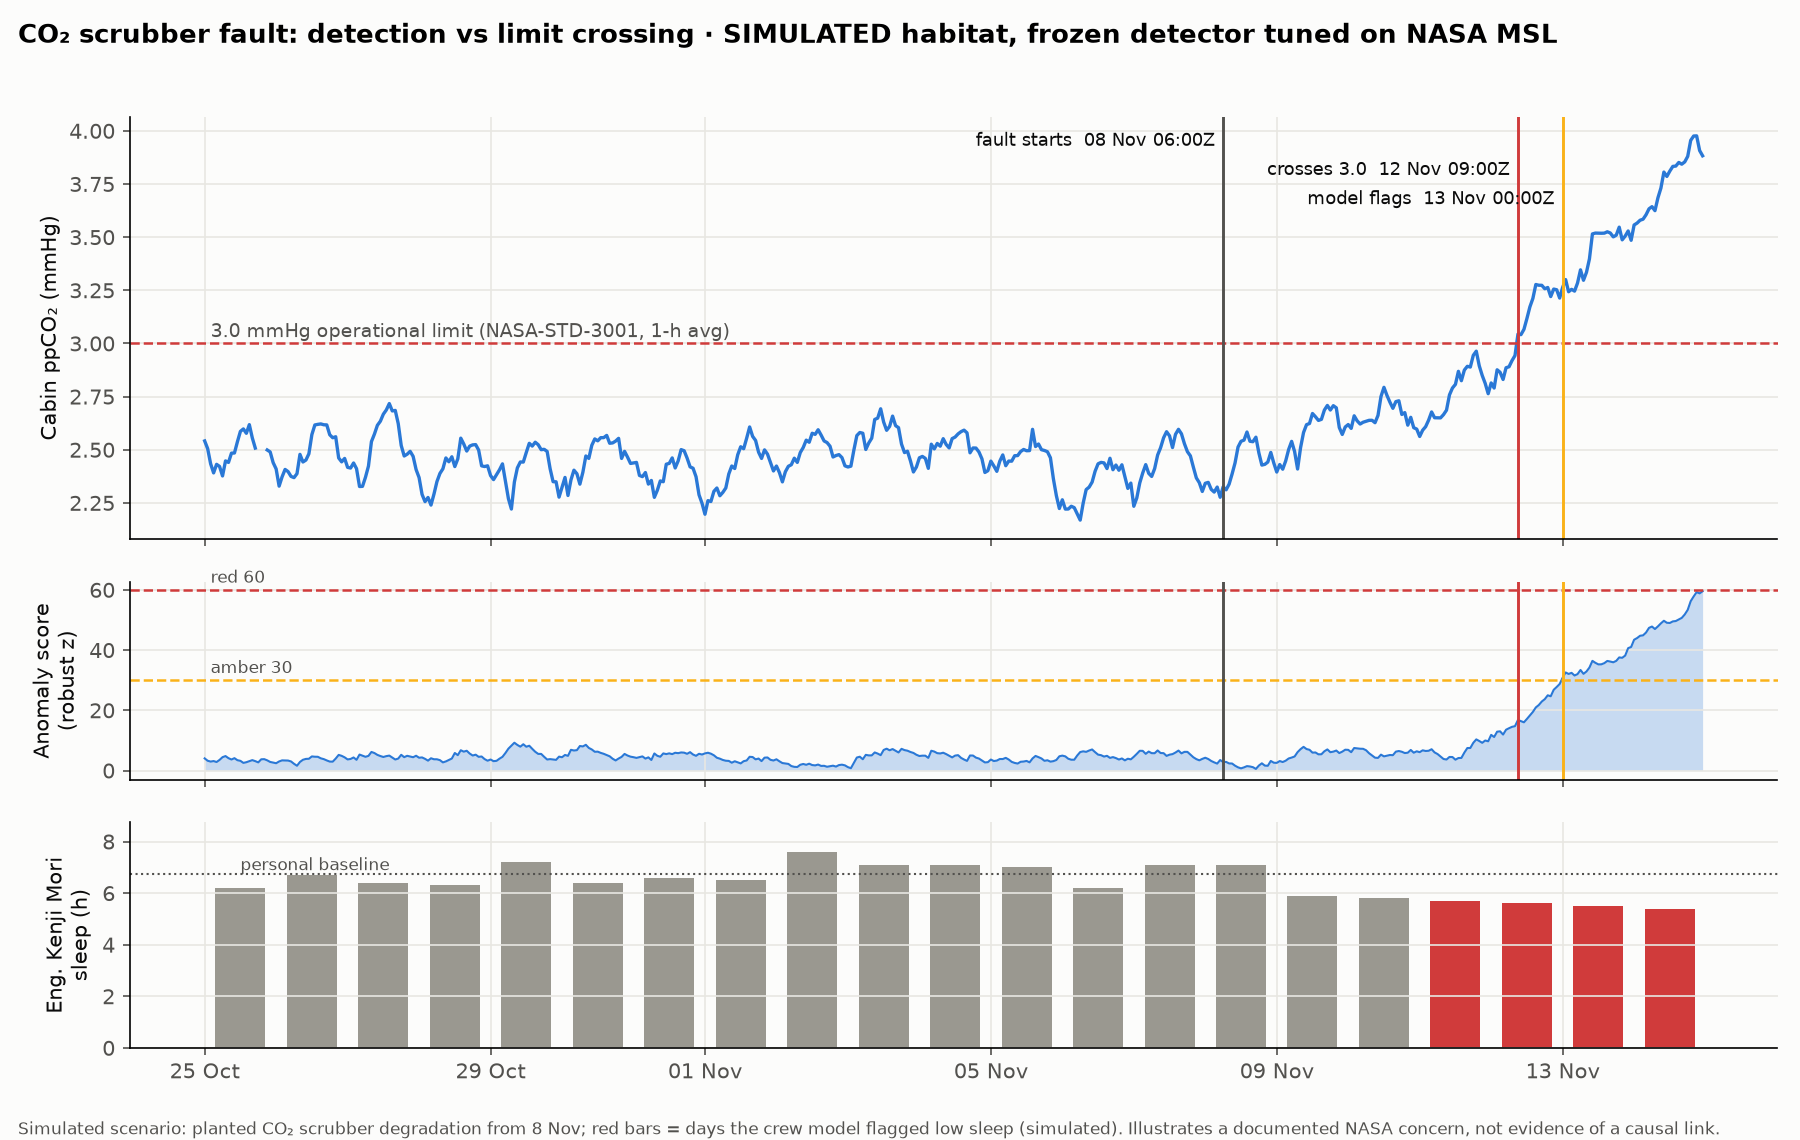 CO₂ scrubber fault: detection vs limit crossing · SIMULATED habitat, frozen detector tuned on NASA MSL
Cabin ppCO₂ (mmHg)
4.00
3.75
3.50
3.25
3.00
2.75
2.50
2.25
fault starts  08 Nov 06:00Z
crosses 3.0  12 Nov 09:00Z
model flags  13 Nov 00:00Z
3.0 mmHg operational limit (NASA-STD-3001, 1-h avg)
Anomaly score
(robust z)
60
40
20
0
red 60
amber 30
Eng. Kenji Mori
sleep (h)
8
6
4
2
0
personal baseline
25 Oct
29 Oct
01 Nov
05 Nov
09 Nov
13 Nov
Simulated scenario: planted CO₂ scrubber degradation from 8 Nov; red bars = days the crew model flagged low sleep (simulated). Illustrates a documented NASA concern, not evidence of a causal link.